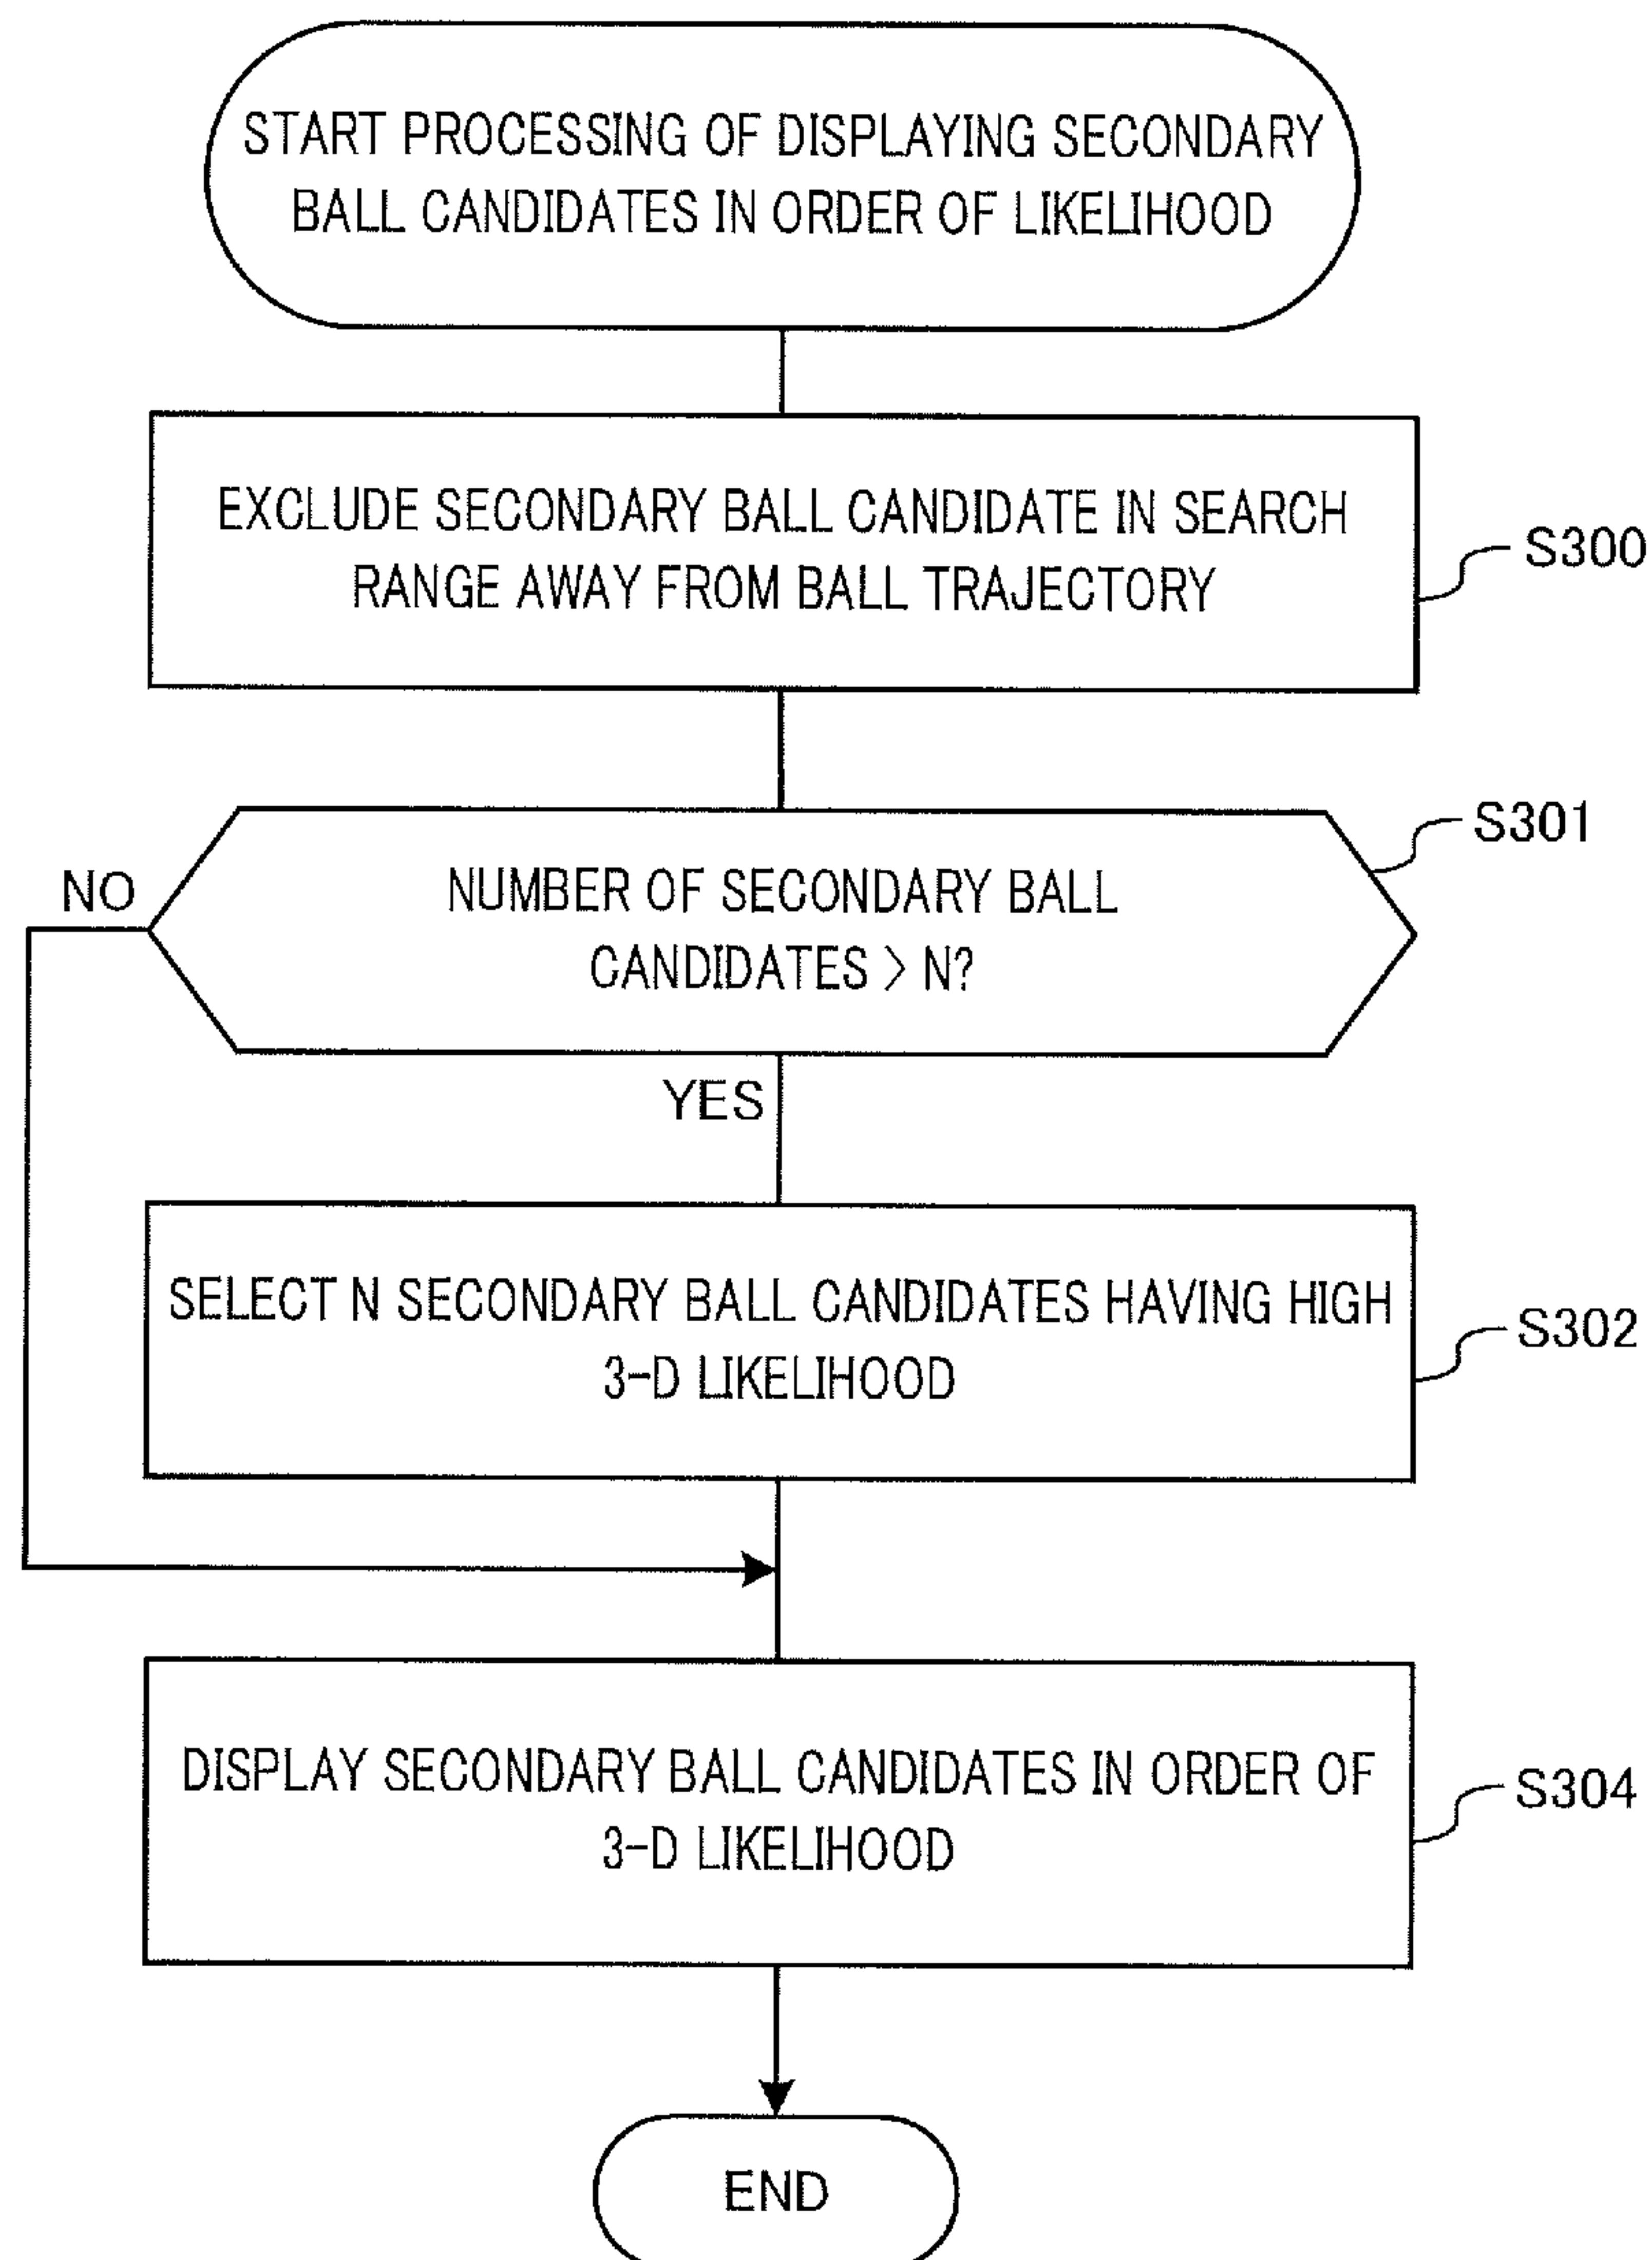 START PROCESSING OF DISPLAYING SECONDARY
BALL CANDIDATES IN ORDER OF LIKELIHOOD
EXCLUDE SECONDARY BALL CANDIDATE IN SEARCH
RANGE AWAY FROM BALL TRAJECTORY
S300
S301
NO
NUMBER OF SECONDARY BALL
CANDIDATES > N?
YES
SELECT N SECONDARY BALL CANDIDATES HAVING HIGH
3-D LIKELIHOOD
S302
DISPLAY SECONDARY BALL CANDIDATES IN ORDER OF
3-D LIKELIHOOD
S304
END